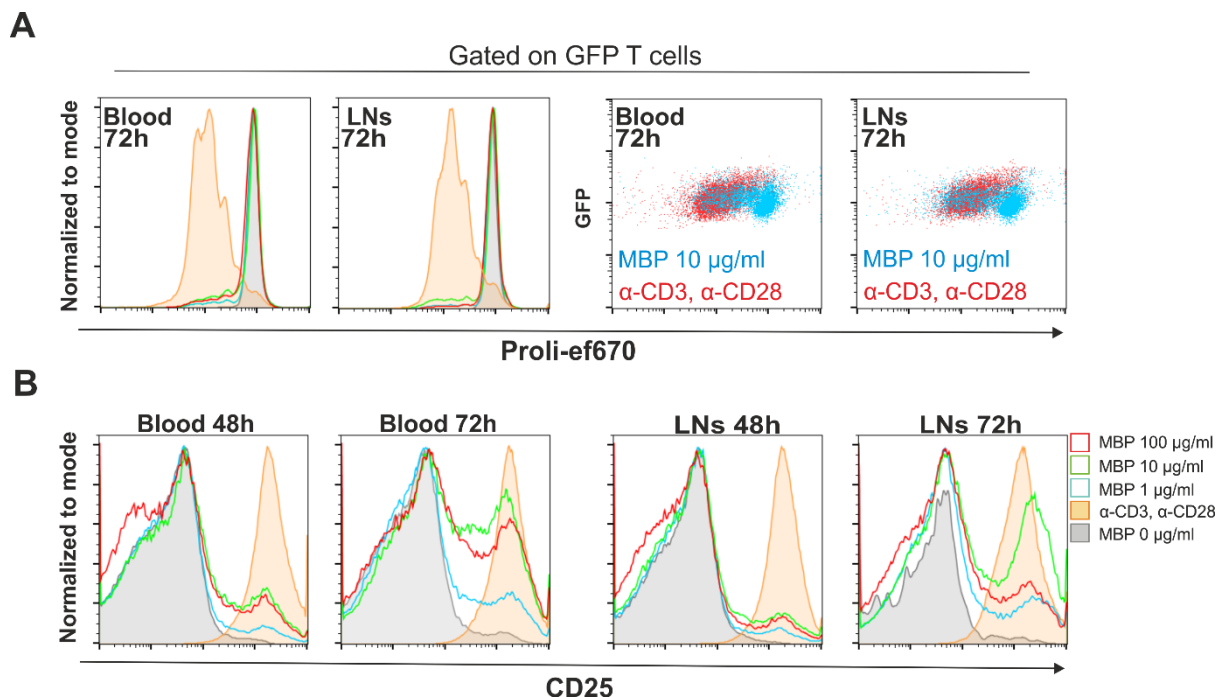 A
Gated on GFP T cells
Normalized to mode
Blood
72h
LNs
72h
GFP
Blood
72h
MBP 10 µg/ml
α-CD3, α-CD28
LNs
72h
MBP 10 µg/ml
α-CD3, α-CD28
Proli-ef670
B
Normalized to mode
Blood 48h
Blood 72h
LNs 48h
LNs 72h
MBP 100 µg/ml
MBP 10 µg/ml
MBP 1 µg/ml
α-CD3, α-CD28
MBP 0 µg/ml
CD25